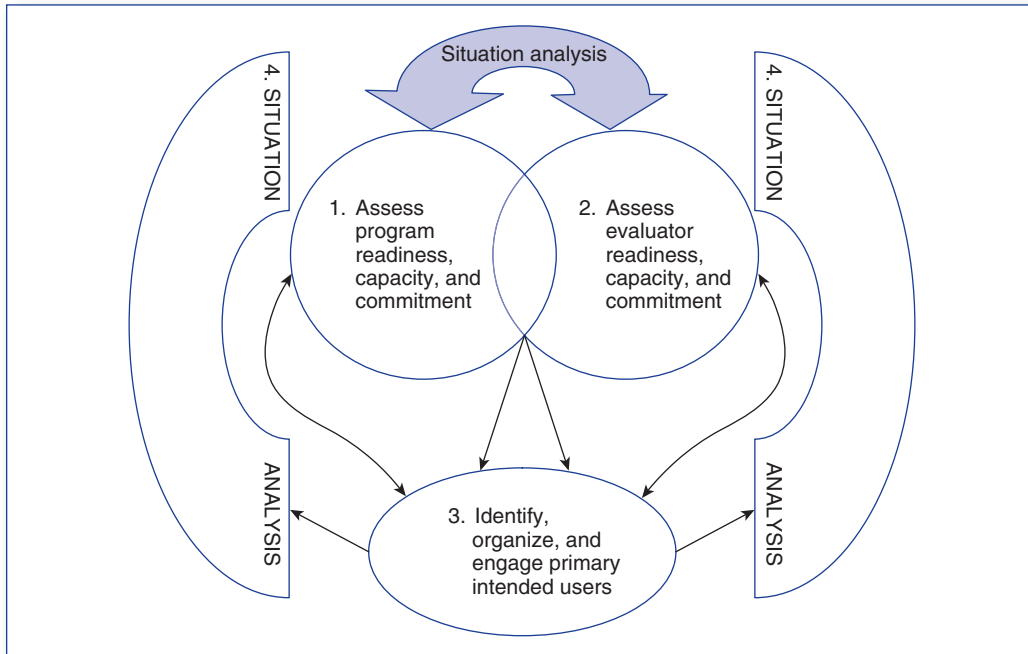 Situation analysis
4. SITUATION
ANALYSIS
1. Assess
program
readiness,
capacity, and
commitment
2. Assess
evaluator
readiness,
capacity, and
commitment
4. SITUATION
ANALYSIS
3. Identify,
organize, and
engage primary
intended users